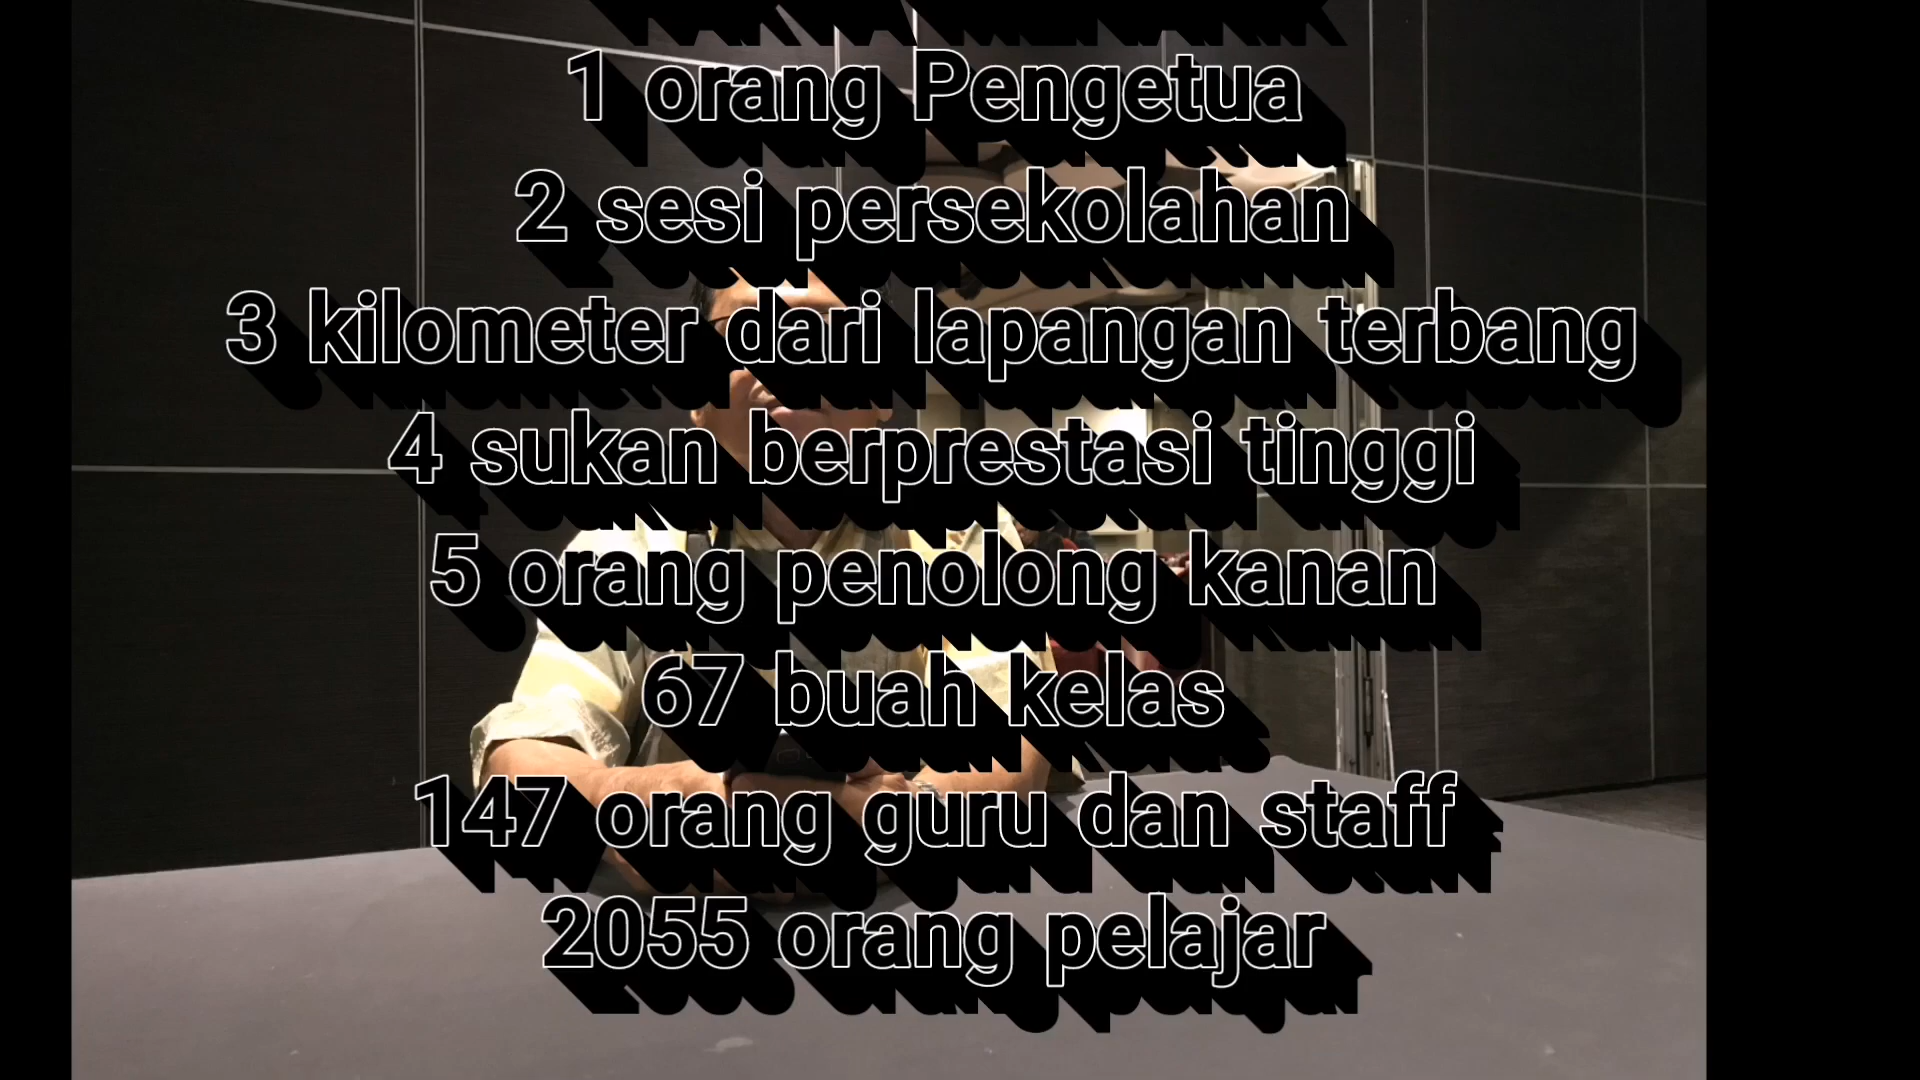 1 orang Pengetua
2 sesi persekolahan
3 kilometer dari lapangan terbang
4 sukan berprestasi tinggi
5 orang penolong kanan
67 buah kelas
147 orang guru dan staff
2055 orang pelajar